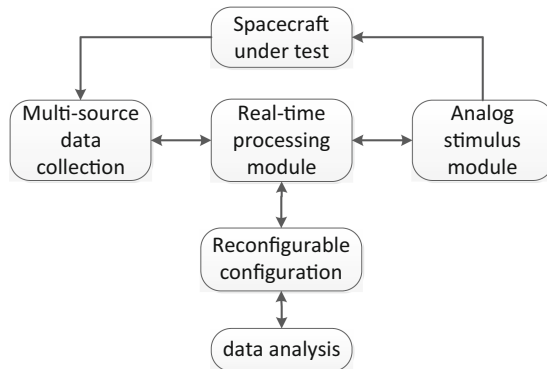 Spacecraft
under test
Multi-source
data
collection
Real-time
processing
module
Analog
stimulus
module
Reconfigurable
configuration
data analysis